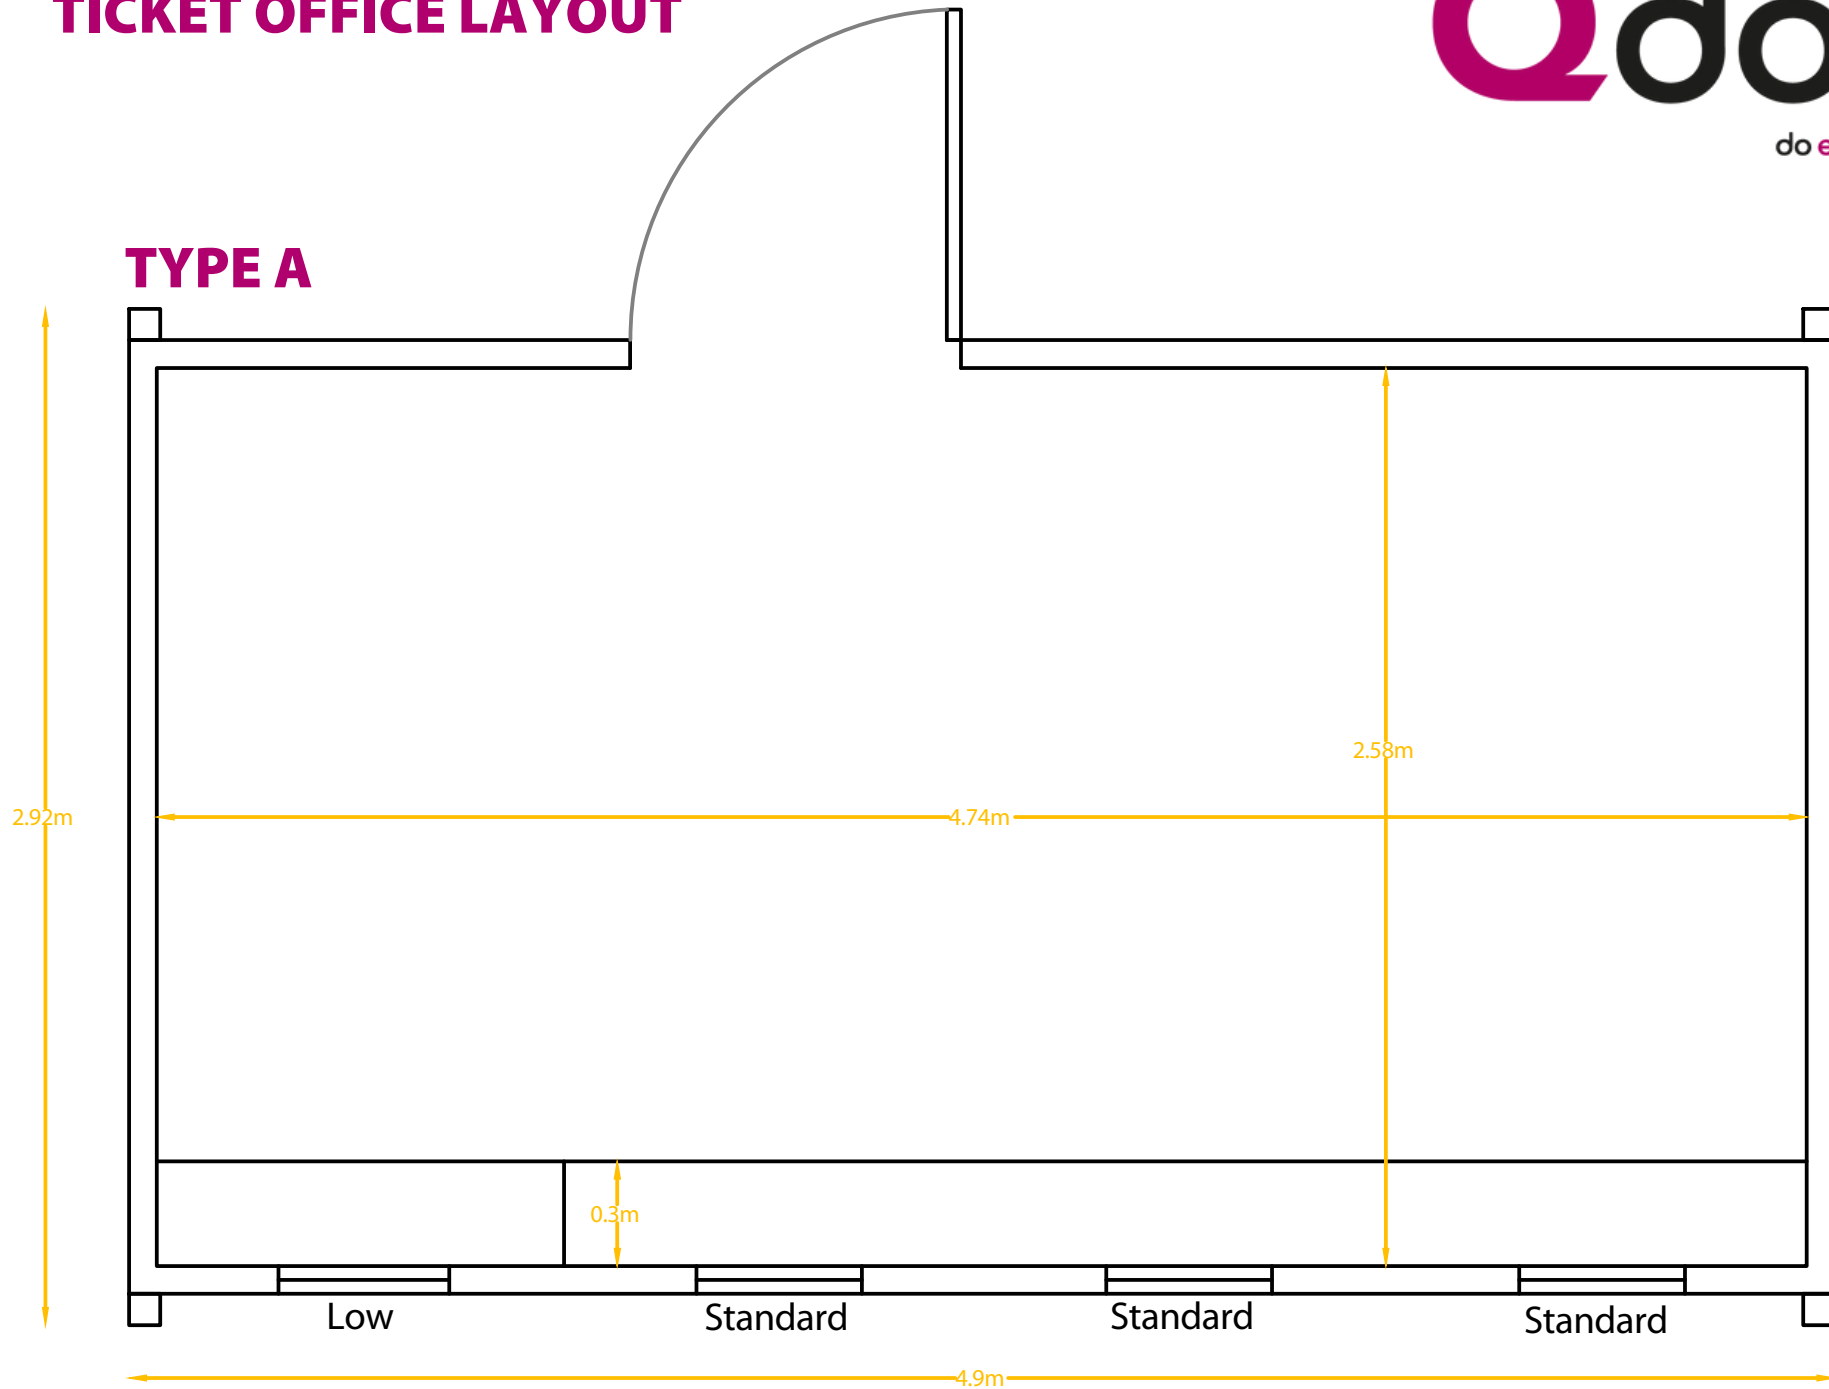 TICKET OFFICE LAYOUT
Qdo
do e
TYPE A
2.58m
2.92m
4.74m
0.3m
Low
Standard
Standard
Standard
4.9m